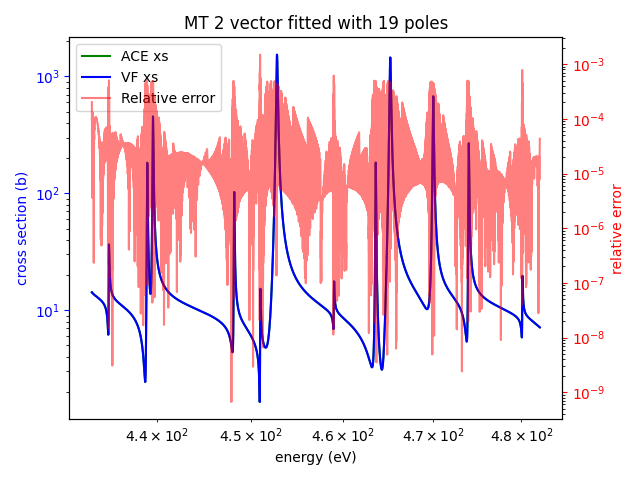 MT 2 vector fitted with 19 poles
ACE xs
VF xs
Relative error
cross section (b)
10³
10²
10¹
relative error
10⁻³
10⁻⁴
10⁻⁵
10⁻⁶
10⁻⁷
10⁻⁸
10⁻⁹
4.4 × 10² 4.5 × 10² 4.6 × 10² 4.7 × 10² 4.8 × 10²
energy (eV)